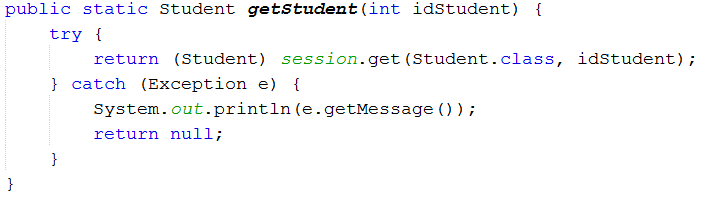 public static Student getStudent(int idStudent) {
    try {
        return (Student) session.get(Student.class, idStudent);
    } catch (Exception e) {
        System.out.println(e.getMessage());
        return null;
    }
}